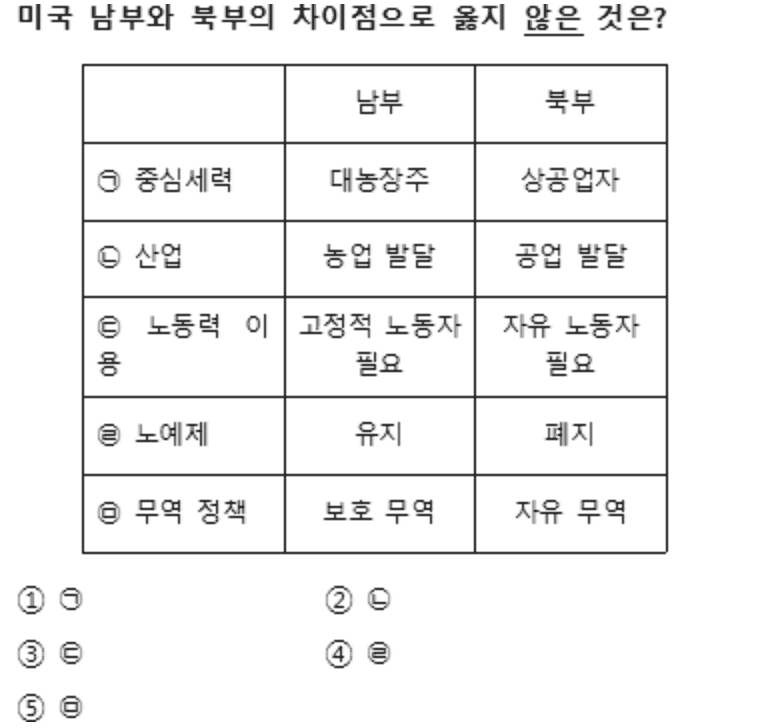 미국 남부와 북부의 차이점으로 옳지 않은 것은?
남부 북부
㉠ 중심세력 대농장주 상공업자
㉡ 산업 농업 발달 공업 발달
㉢ 노동력 이용 고정적 노동자 필요 자유 노동자 필요
㉣ 노예제 유지 폐지
㉤ 무역 정책 보호 무역 자유 무역
① ㉠ ② ㉡
③ ㉢ ④ ㉣
⑤ ㉤